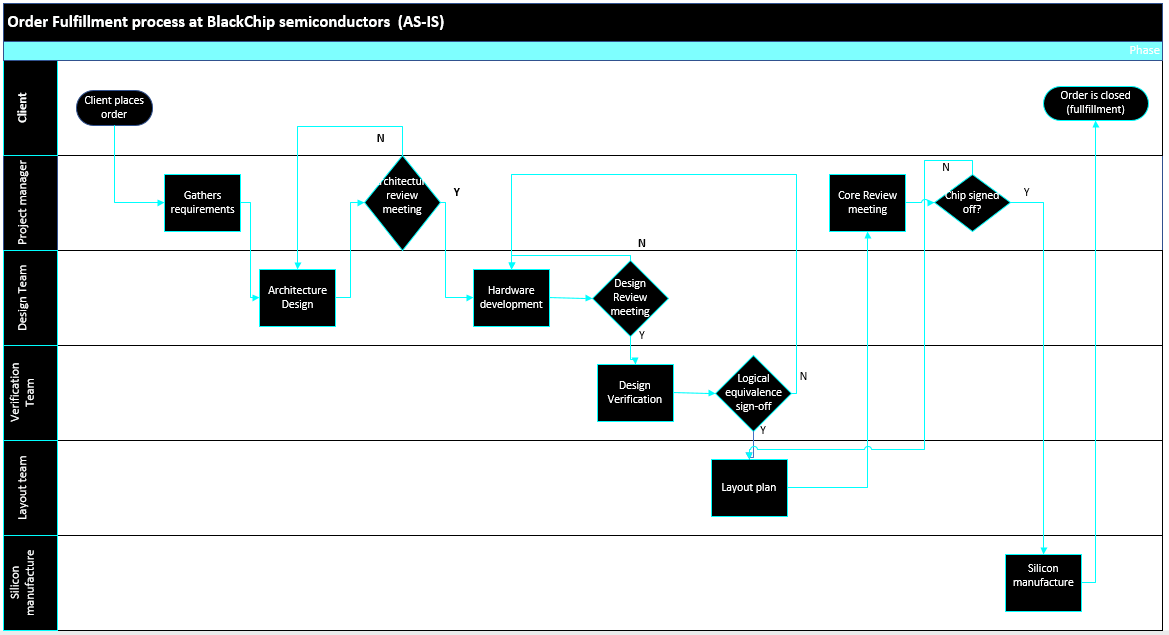 Order Fulfillment process at BlackChip semiconductors (AS-IS)
Phase
Client
Client places
order
Order is closed
(fullfillment)
N
Project manager
Gathers
requirements
rchitectur
review
meeting
Y
Core Review
meeting
N
Chip signed
off?
Y
Design Team
Architecture
Design
Hardware
development
N
Design
Review
meeting
Y
Verification
Team
Design
Verification
Logical
equivalence
sign-off
N
Y
Layout team
Layout plan
Silicon
manufacture
Silicon
manufacture